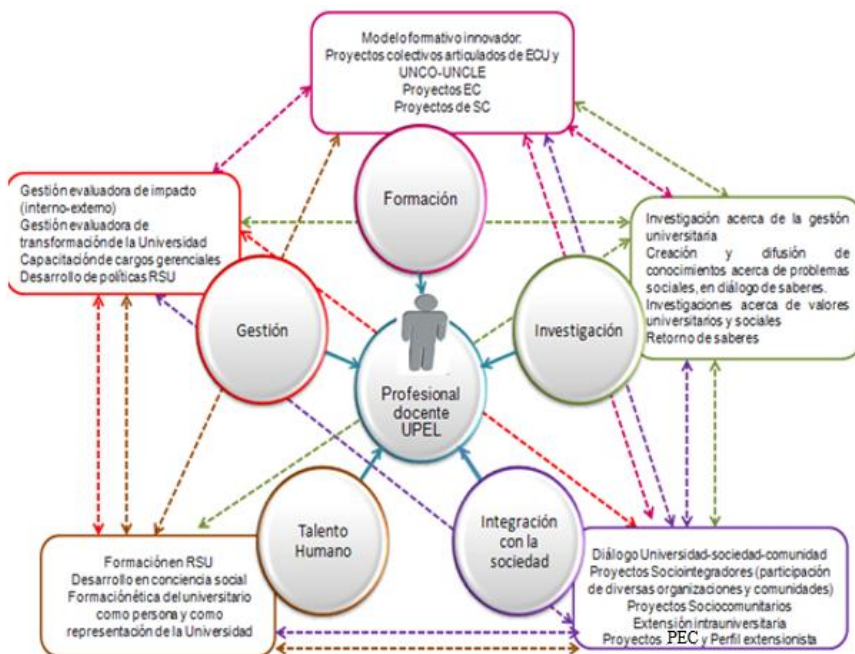 Modelo formativo innovador:
Proyectos colectivos articulados de ECU y
UNCO-UNCLE
Proyectos EC
Proyectos de SC
Formación
Gestión evaluadora de impacto
(interno-externo)
Gestión evaluadora de
transformación de la Universidad
Capacitación de cargos gerenciales
Desarrollo de políticas RSU
Investigación acerca de la gestión
universitaria
Creación y difusión de
conocimientos acerca de problemas
sociales, en diálogo de saberes.
Investigaciones acerca de valores
universitarios y sociales
Retorno de saberes
Gestión
Investigación
Profesional
docente
UPEL
Talento
Humano
Integración
con la
sociedad
Formación en RSU
Desarrollo en conciencia social
Formación ética del universitario
como persona y como
representación de la Universidad
Diálogo Universidad-sociedad-comunidad
Proyectos Sociointegradores (participación
de diversas organizaciones y comunidades)
Proyectos Sociocomunitarios
Extensión intrauniversitaria
Proyectos PEC y Perfil extensionista